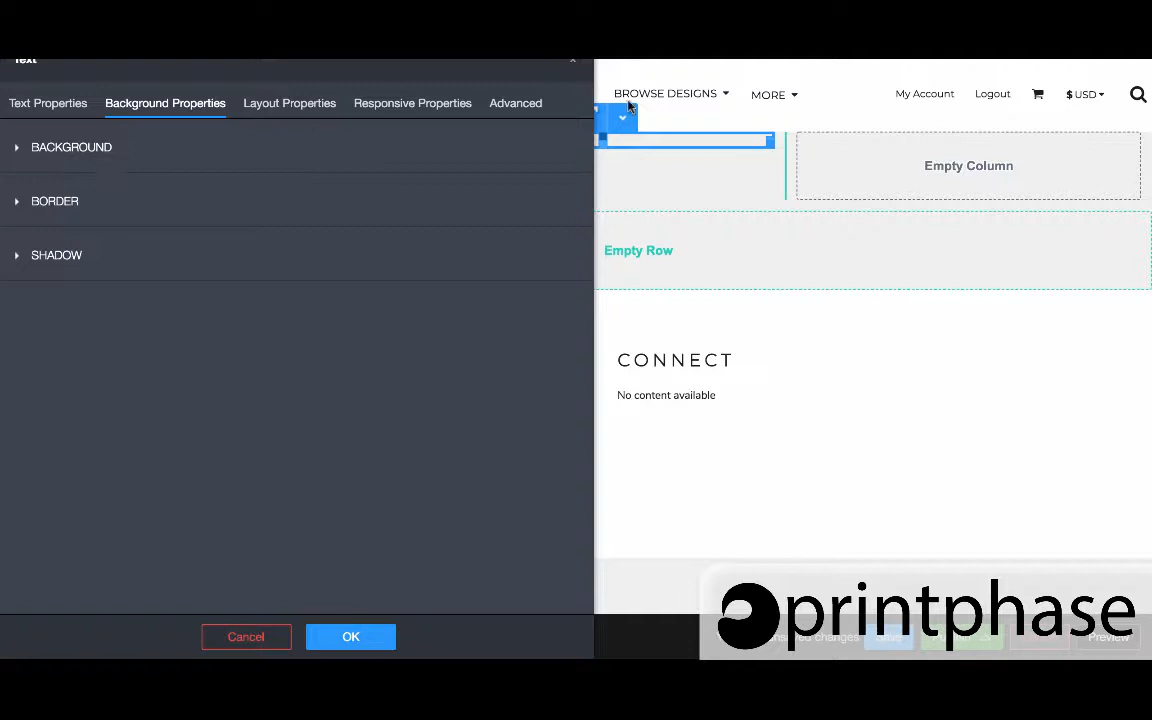 Text
Text Properties Background Properties Layout Properties Responsive Properties Advanced
BACKGROUND
BORDER
SHADOW
Cancel OK
BROWSE DESIGNS MORE My Account Logout $ USD
Empty Column
Empty Row
CONNECT
No content available
changes Preview
printphase